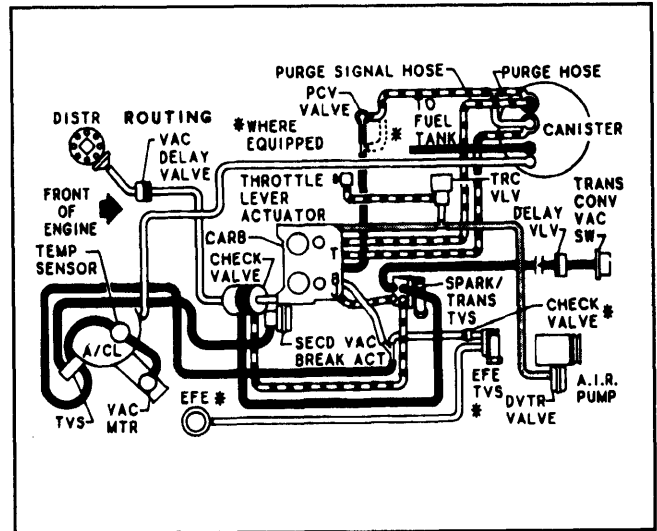 PURGE SIGNAL HOSE
PURGE HOSE
PCV
VALVE
TO
FUEL
TANK
CANISTER
DISTR
ROUTING
VAC
DELAY
VALVE
*WHERE
EQUIPPED
*
FRONT
OF
ENGINE
THROTTLE
LEVER
ACTUATOR
*
TRC
VLV
TRANS
CONV
VAC
SW
DELAY
VLV
TEMP
SENSOR
CARB
CHECK
VALVE
T
SPARK/
TRANS
TVS
CHECK
VALVE*
A/CL
SECD VAC
BREAK ACT
TVS
VAC
MTR
EFE*
EFE
TVS
*
DVTR
VALVE
A.I.R.
PUMP